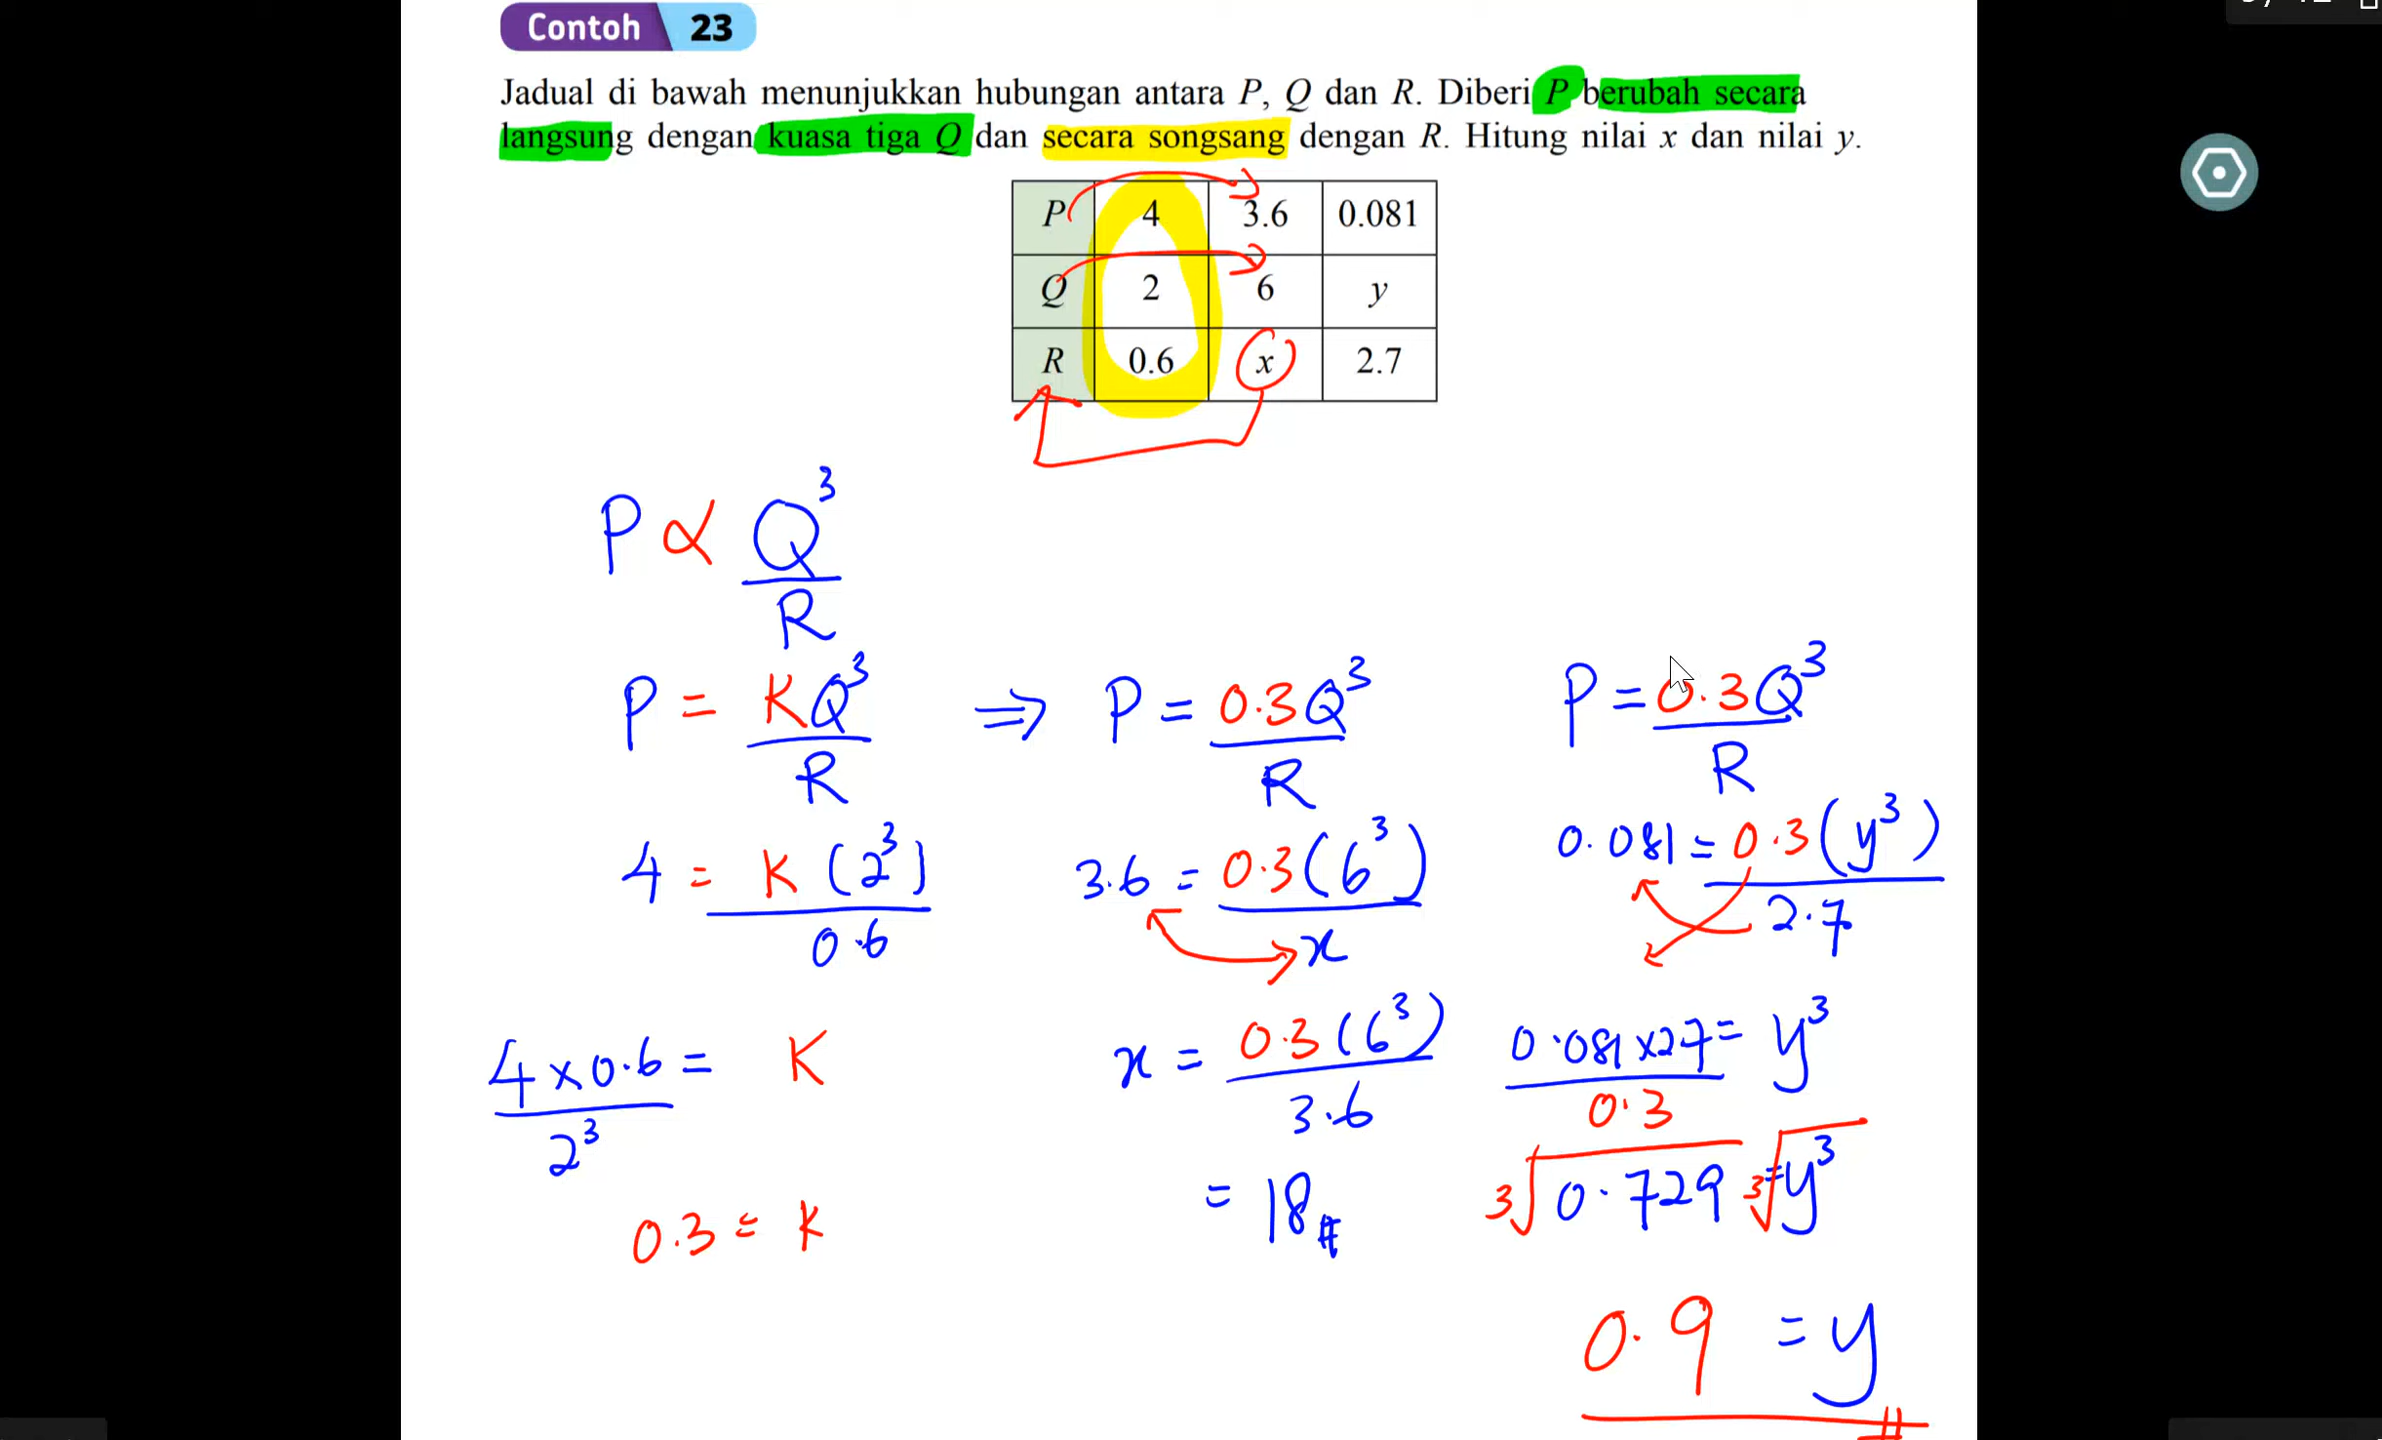 Contoh 23
Jadual di bawah menunjukkan hubungan antara P, Q dan R. Diberi P berubah secara
langsung dengan kuasa tiga Q dan secara songsang dengan R. Hitung nilai x dan nilai y.
P 4 3.6 0.081
Q 2 6 y
R 0.6 x 2.7
P ∝ Q³
R
P = KQ³ ⇒ P = 0.3Q³ P = 0.3Q³
R R R
4 = K (2³) 3.6 = 0.3(6³) 0.081 = 0.3(y³)
0.6 x 2.7
4 × 0.6 = K x = 0.3(6³) 0.081 × 27 = y³
2³ 3.6 0.3
0.3 = K = 18 ³√0.729 = ³√y³
0.9 = y